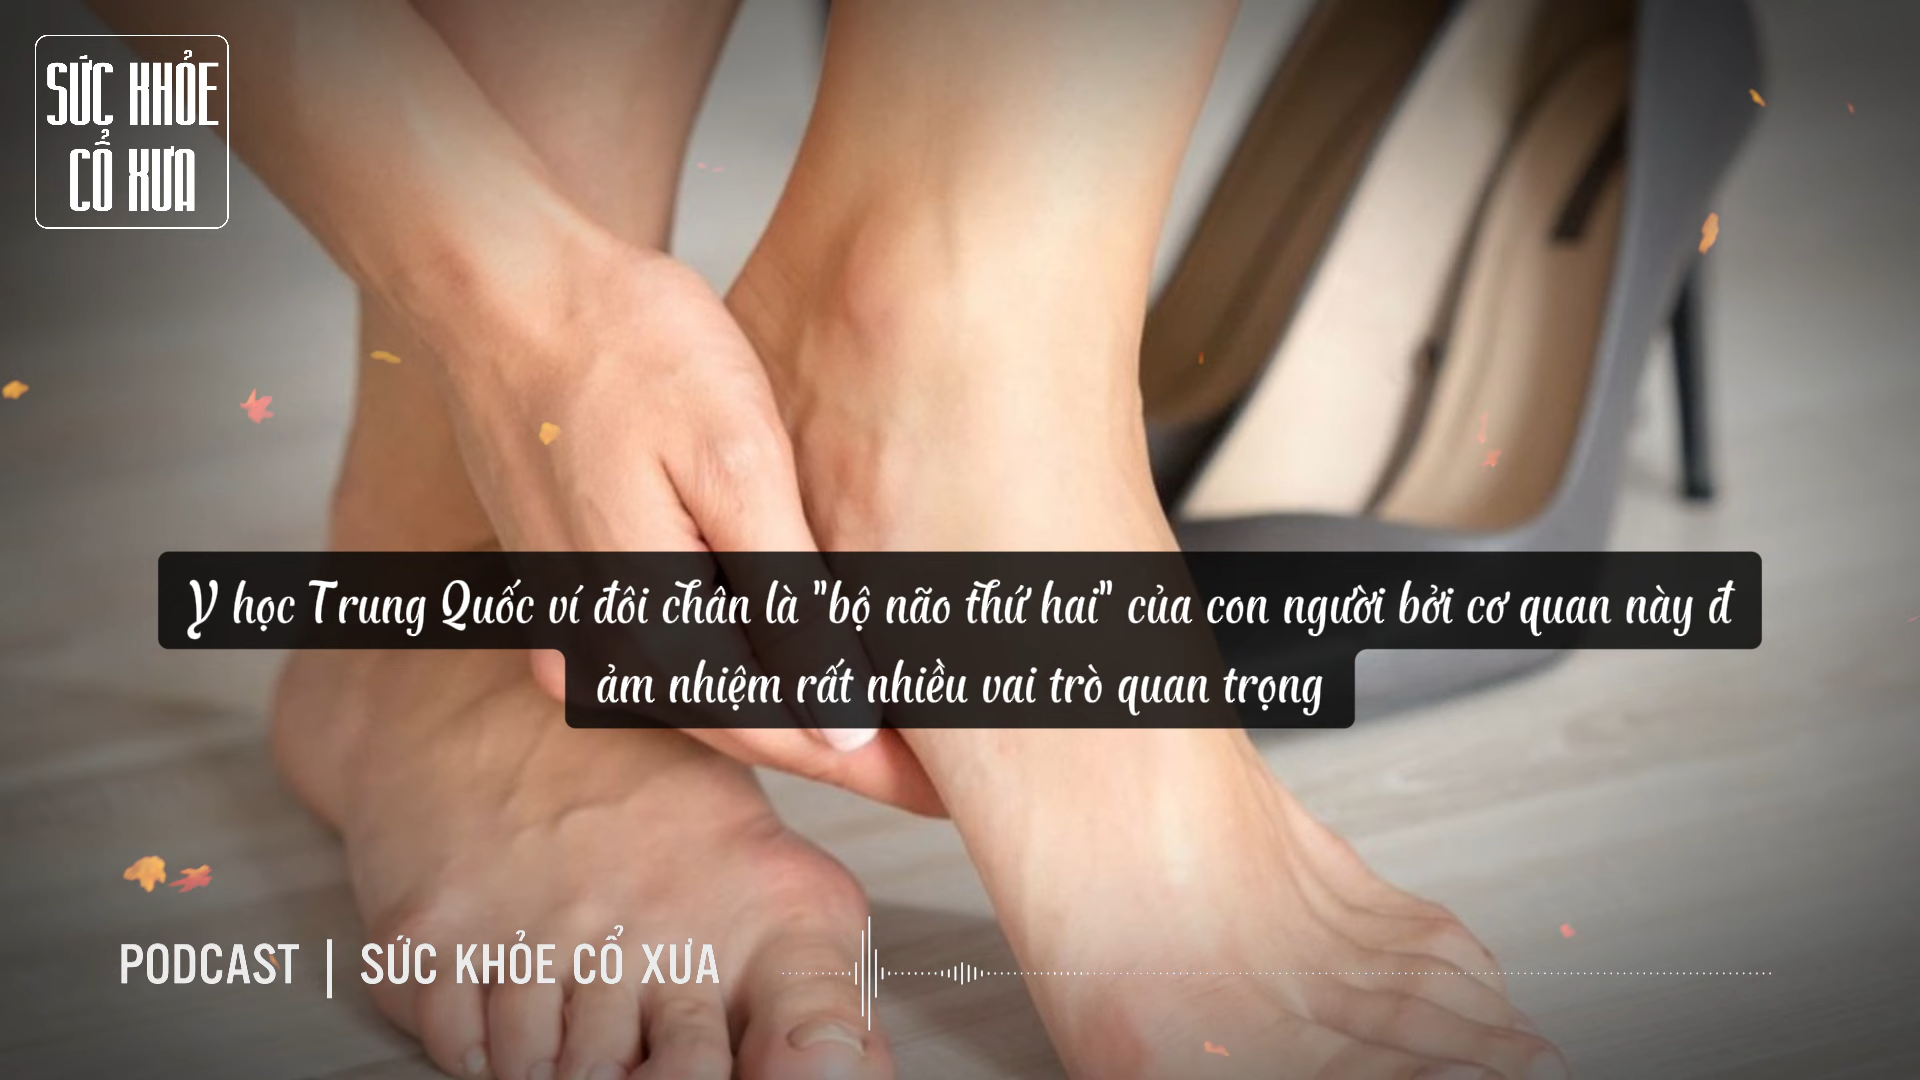 SỨC KHỎE
CỔ XƯA
Y học Trung Quốc ví đôi chân là "bộ não thứ hai" của con người bởi cơ quan này đ
ảm nhiệm rất nhiều vai trò quan trọng
PODCAST | SỨC KHỎE CỔ XƯA